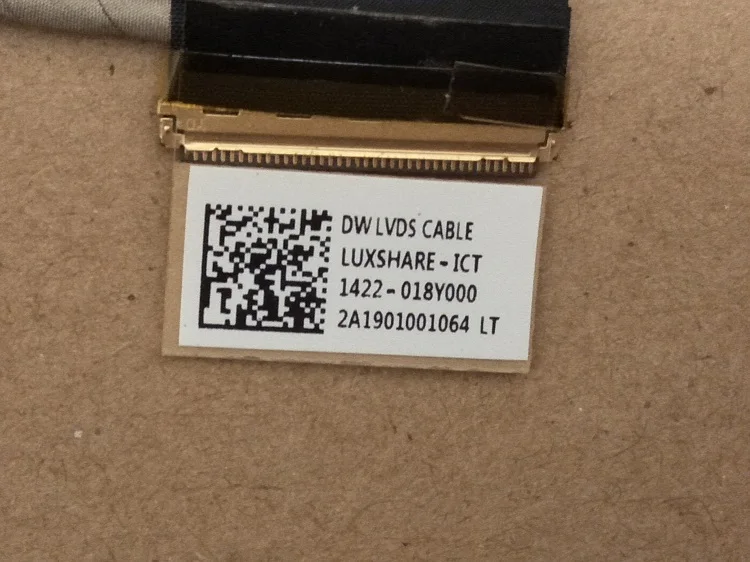 DW LVDS CABLE
LUXSHARE-ICT
1422-018Y000
2A1901001064 LT